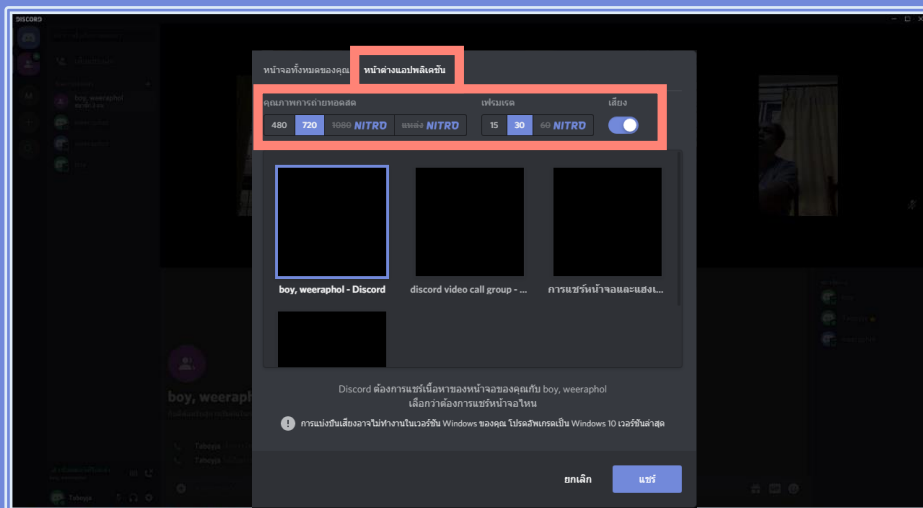 DISCORD
หน้าจอทั้งหมดของคุณ หน้าต่างแอปพลิเคชัน
คุณภาพการถ่ายทอดสด เฟรมเรต เสียง
480 720 1080 NITRO แหล่ง NITRO 15 30 60 NITRO
boy, weeraphol
boy, weeraphol - Discord discord video call group - ... การแชร์หน้าจอและแสงเ...
Discord ต้องการแชร์เนื้อหาของหน้าจอของคุณกับ boy, weeraphol
เลือกว่าต้องการแชร์หน้าจอไหน
การแบ่งปันเสียงอาจไม่ทำงานในเวอร์ชัน Windows ของคุณ โปรดอัพเกรดเป็น Windows 10 เวอร์ชันล่าสุด
boy, weeraph
ยกเลิก แชร์